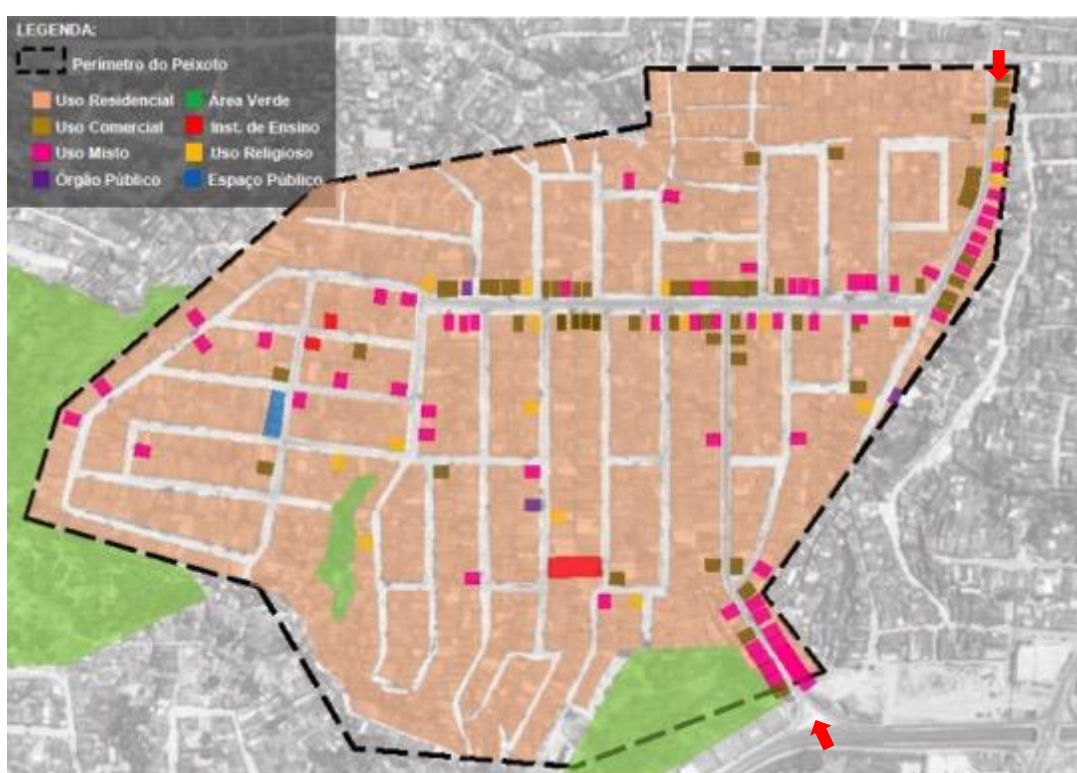 LEGENDA:
Perímetro do Peixoto
Uso Residencial Área Verde
Uso Comercial Inst. de Ensino
Uso Misto Uso Religioso
Órgão Público Espaço Público